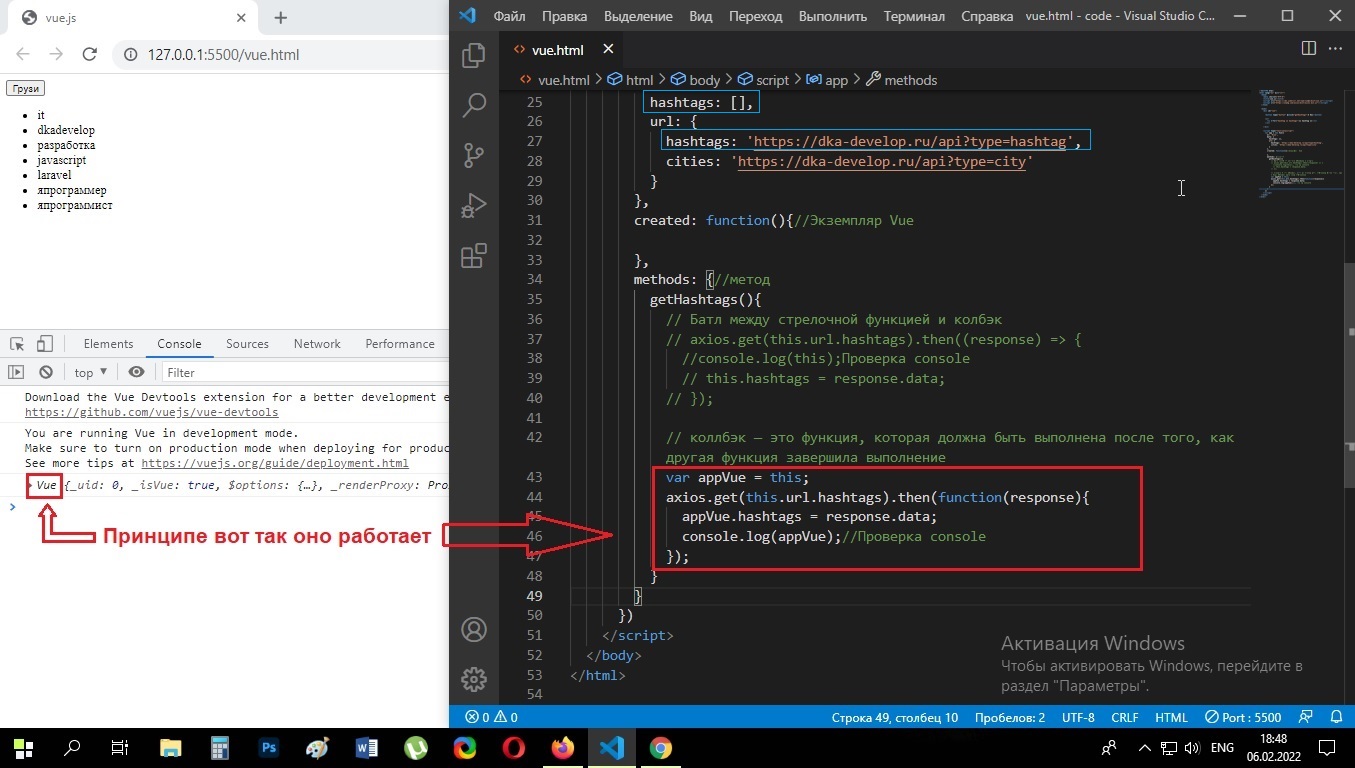 vue.js
127.0.0.1:5500/vue.html
Грузи
it
dkadevelop
разработка
javascript
laravel
япрограммер
япрограммист
Elements Console Sources Network Performance
top Filter
Download the Vue Devtools extension for a better development e
https://github.com/vuejs/vue-devtools
You are running Vue in development mode.
Make sure to turn on production mode when deploying for produc
See more tips at https://vuejs.org/guide/deployment.html
Vue {_uid: 0, _isVue: true, $options: {…}, _renderProxy: Pro
Принципе вот так оно работает
Файл Правка Выделение Вид Переход Выполнить Терминал Справка vue.html - code - Visual Studio C...
vue.html
vue.html > html > body > script > app > methods
25 hashtags: [],
26 url: {
27 hashtags: 'https://dka-develop.ru/api?type=hashtag',
28 cities: 'https://dka-develop.ru/api?type=city'
29 }
30 },
31 created: function(){//Экземпляр Vue
32
33 },
34 methods: {//метод
35 getHashtags(){
36 // Батл между стрелочной функцией и колбэк
37 // axios.get(this.url.hashtags).then((response) => {
38 //console.log(this);Проверка console
39 // this.hashtags = response.data;
40 // });
41
42 // коллбэк — это функция, которая должна быть выполнена после того, как
другая функция завершила выполнение
43 var appVue = this;
44 axios.get(this.url.hashtags).then(function(response){
45 appVue.hashtags = response.data;
46 console.log(appVue);//Проверка console
47 });
48 }
49 }
50 })
51 </script>
52 </body>
53 </html>
54
Активация Windows
Чтобы активировать Windows, перейдите в
раздел "Параметры".
0 0 Строка 49, столбец 10 Пробелов: 2 UTF-8 CRLF HTML Port : 5500
Ps W ENG 18:48
06.02.2022